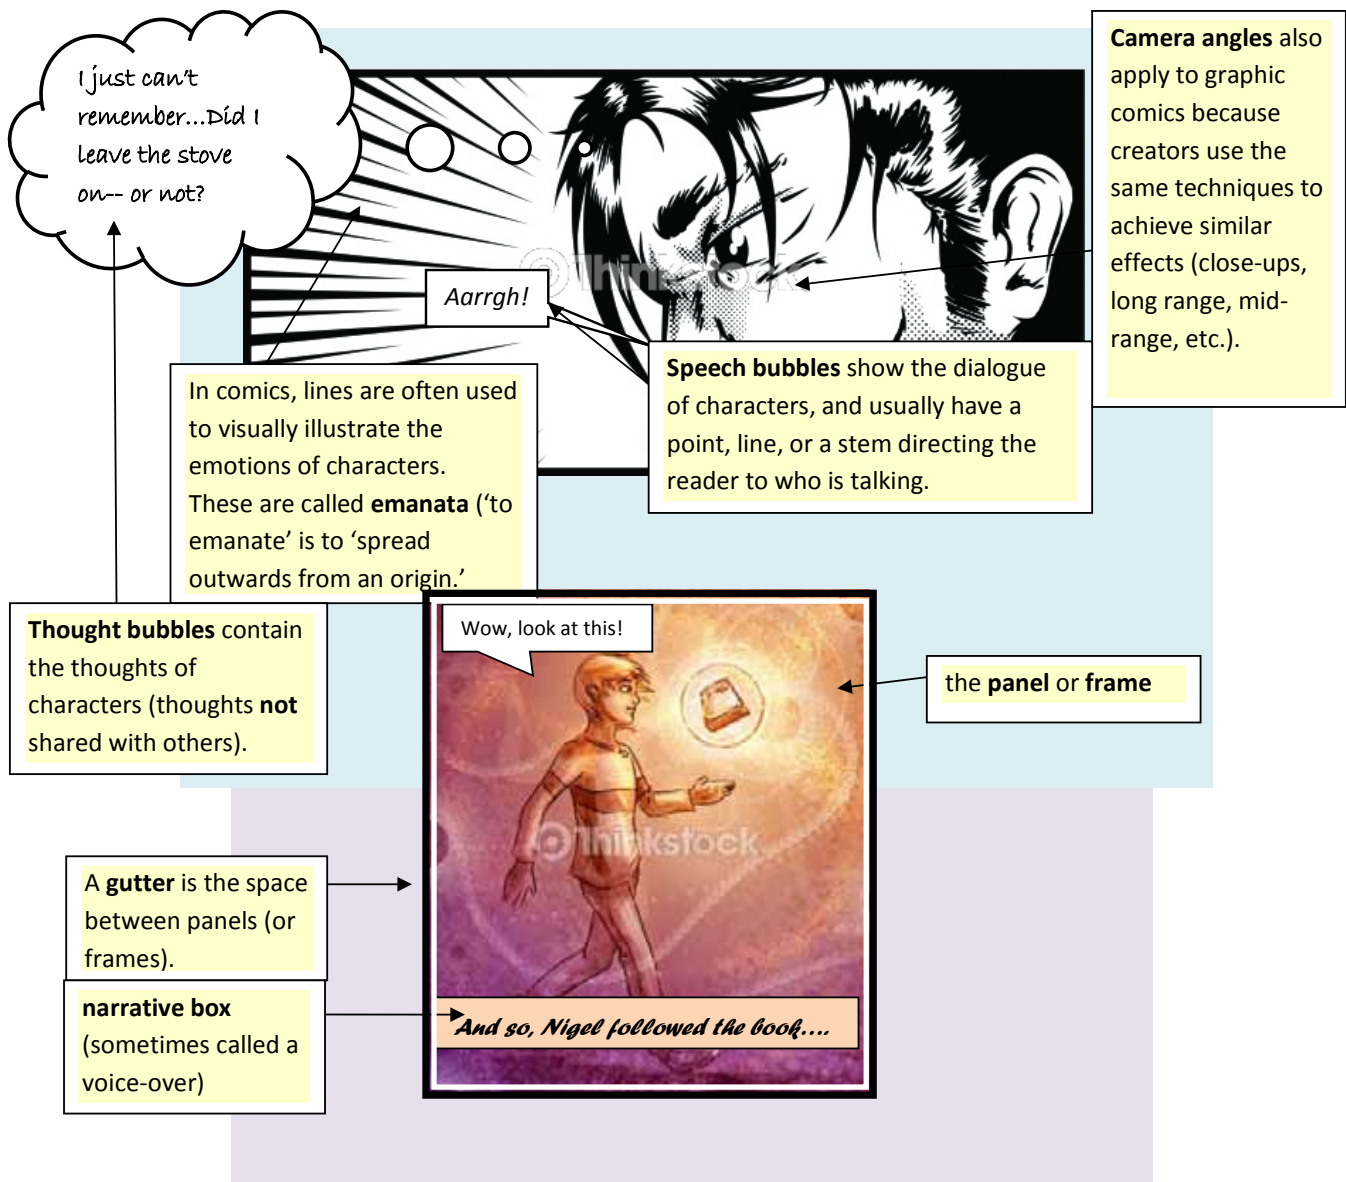 I just can't
remember...Did I
leave the stove
on-- or not?
Camera angles also
apply to graphic
comics because
creators use the
same techniques to
achieve similar
effects (close-ups,
long range, mid-
range, etc.).
Thinkstock
Aarrgh!
Speech bubbles show the dialogue
of characters, and usually have a
point, line, or a stem directing the
reader to who is talking.
In comics, lines are often used
to visually illustrate the
emotions of characters.
These are called emanata (‘to
emanate’ is to ‘spread
outwards from an origin.’
Thought bubbles contain
the thoughts of
characters (thoughts not
shared with others).
Wow, look at this!
the panel or frame
Thinkstock
A gutter is the space
between panels (or
frames).
narrative box
(sometimes called a
voice-over)
And so, Nigel followed the book....